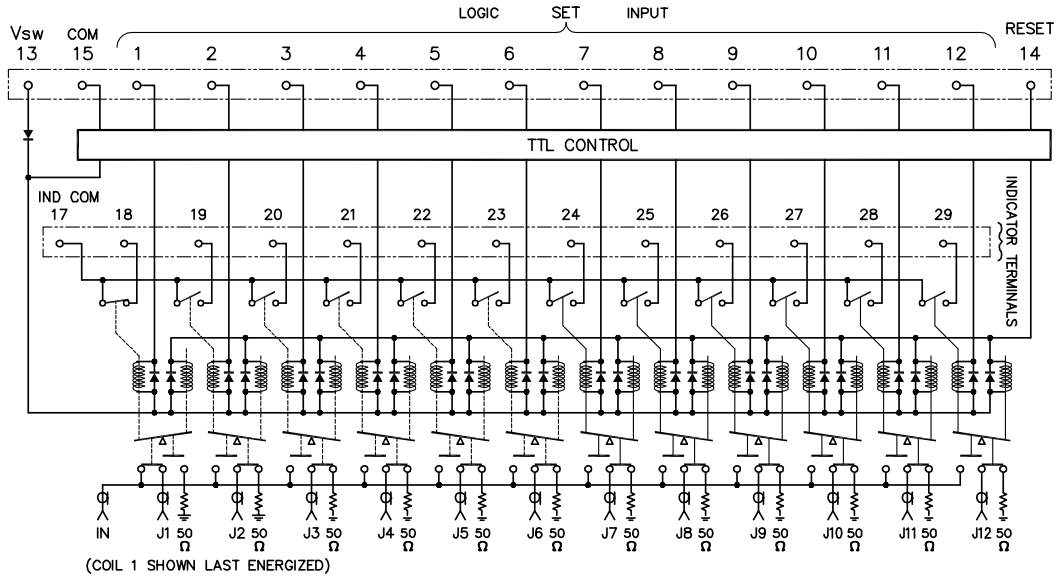 LOGIC SET INPUT
Vsw COM RESET
13 15 1 2 3 4 5 6 7 8 9 10 11 12 14
TTL CONTROL
IND COM
17 18 19 20 21 22 23 24 25 26 27 28 29
INDICATOR TERMINALS
IN J1 50 Ω J2 50 Ω J3 50 Ω J4 50 Ω J5 50 Ω J6 50 Ω J7 50 Ω J8 50 Ω J9 50 Ω J10 50 Ω J11 50 Ω J12 50 Ω
(COIL 1 SHOWN LAST ENERGIZED)